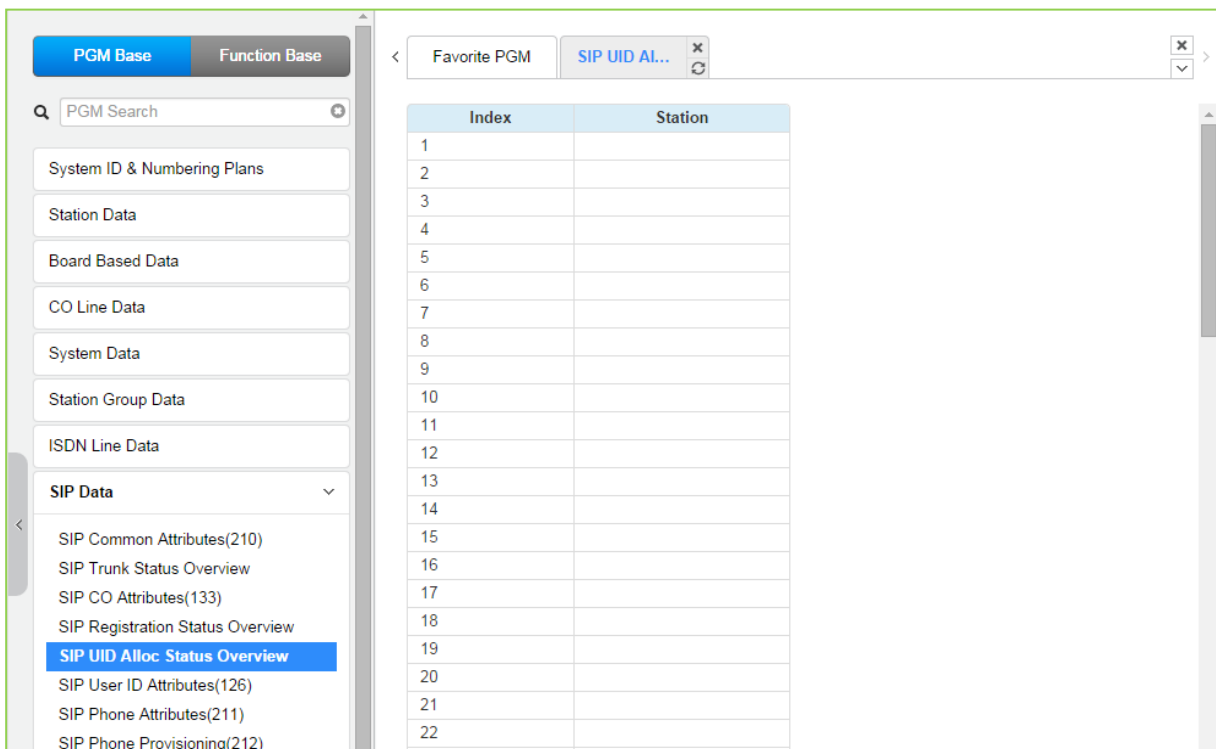 PGM Base Function Base
PGM Search
System ID & Numbering Plans
Station Data
Board Based Data
CO Line Data
System Data
Station Group Data
ISDN Line Data
SIP Data
SIP Common Attributes(210)
SIP Trunk Status Overview
SIP CO Attributes(133)
SIP Registration Status Overview
SIP UID Alloc Status Overview
SIP User ID Attributes(126)
SIP Phone Attributes(211)
SIP Phone Provisioning(212)
Favorite PGM SIP UID Al...
Index Station
1
2
3
4
5
6
7
8
9
10
11
12
13
14
15
16
17
18
19
20
21
22